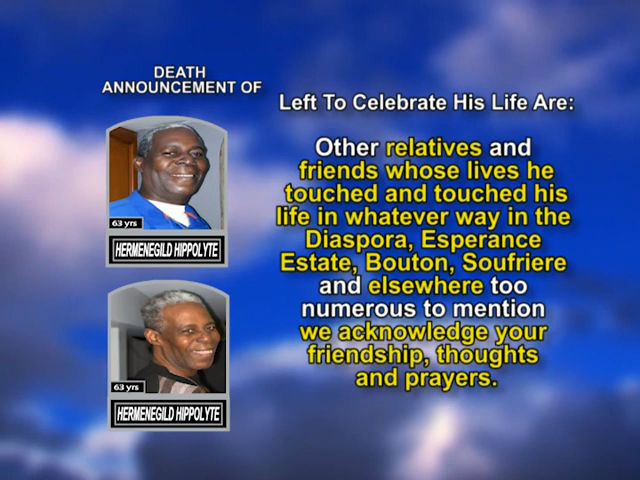 DEATH
ANNOUNCEMENT OF
63 yrs
HERMENEGILD HIPPOLYTE
63 yrs
HERMENEGILD HIPPOLYTE
Left To Celebrate His Life Are:
Other relatives and
friends whose lives he
touched and touched his
life in whatever way in the
Diaspora, Esperance
Estate, Bouton, Soufriere
and elsewhere too
numerous to mention
we acknowledge your
friendship, thoughts
and prayers.